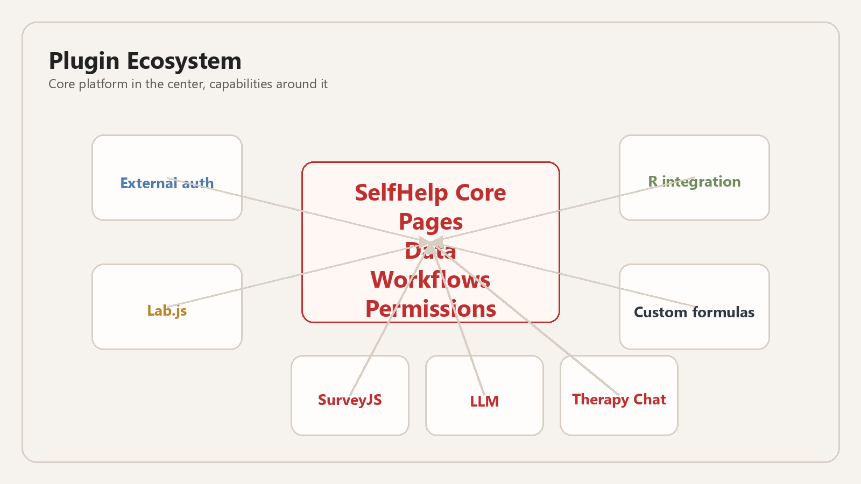 Plugin Ecosystem
Core platform in the center, capabilities around it
External auth
SelfHelp Core
Pages
Data
Workflows
Permissions
R integration
Lab.js
Custom formulas
SurveyJS
LLM
Therapy Chat